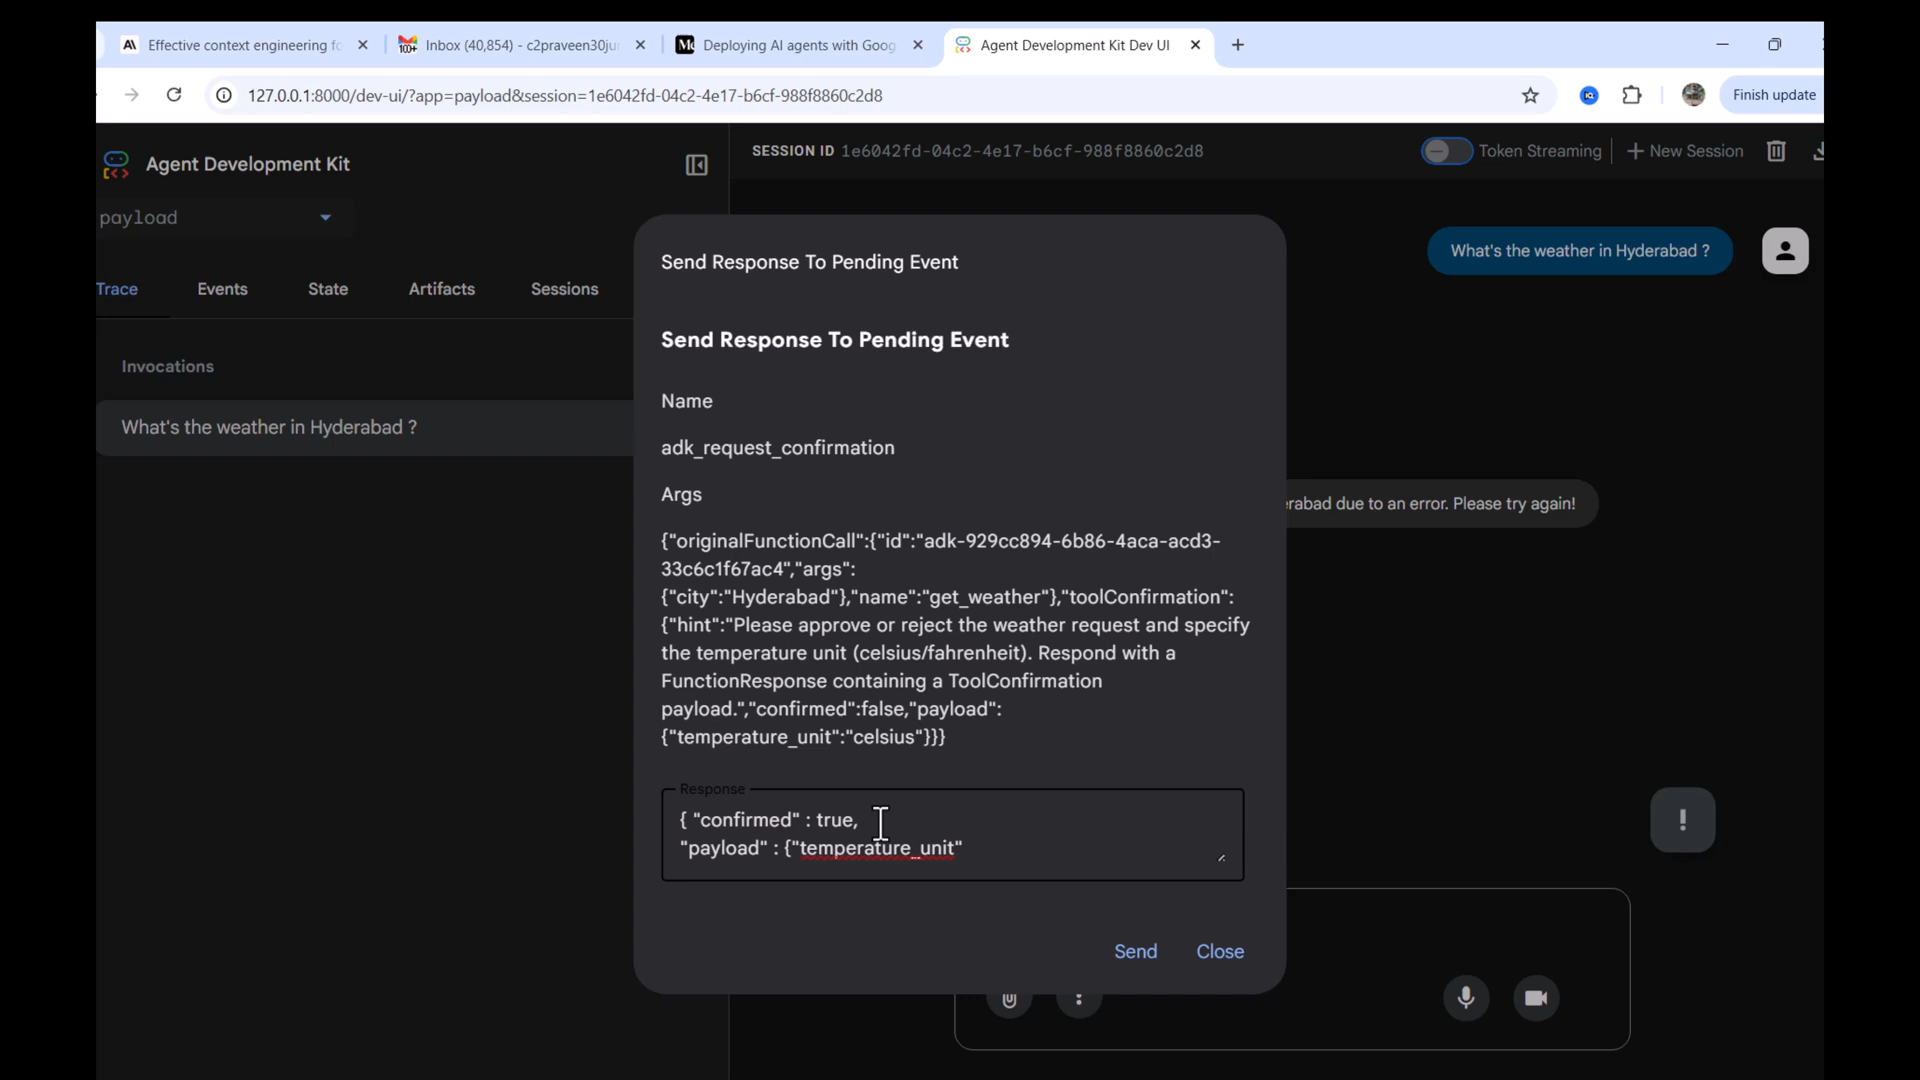 Effective context engineering fo
100+
Inbox (40,854) - c2praveen30ju
Deploying AI agents with Goog
Agent Development Kit Dev UI
127.0.0.1:8000/dev-ui/?app=payload&session=1e6042fd-04c2-4e17-b6cf-988f8860c2d8
Finish update
Agent Development Kit
SESSION ID 1e6042fd-04c2-4e17-b6cf-988f8860c2d8
Token Streaming
New Session
payload
Trace
Events
State
Artifacts
Sessions
Invocations
What's the weather in Hyderabad ?
What's the weather in Hyderabad ?
Send Response To Pending Event
Send Response To Pending Event
Name
adk_request_confirmation
Args
{"originalFunctionCall":{"id":"adk-929cc894-6b86-4aca-acd3-
33c6c1f67ac4","args":
{"city":"Hyderabad"},"name":"get_weather"},"toolConfirmation":
{"hint":"Please approve or reject the weather request and specify
the temperature unit (celsius/fahrenheit). Respond with a
FunctionResponse containing a ToolConfirmation
payload.","confirmed":false,"payload":
{"temperature_unit":"celsius"}}}
erabad due to an error. Please try again!
Response
{ "confirmed" : true,
"payload" : {"temperature_unit"
Send
Close